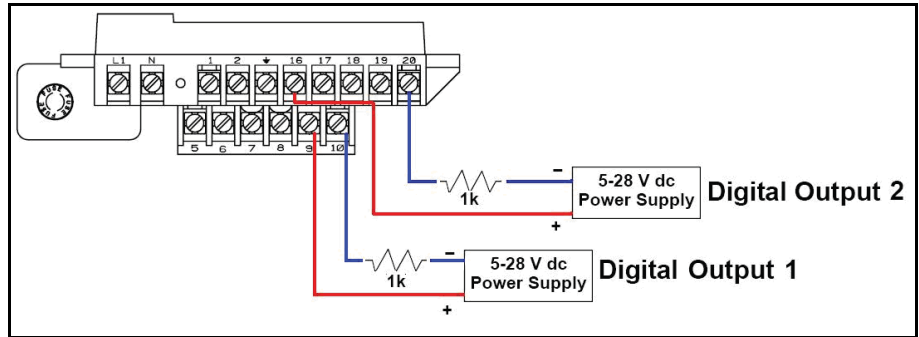 L1 N 1 2 16 17 18 19 20
FUSE FUSE FUSE
5 6 7 8 9 10
1k
−
+
5-28 V dc
Power Supply
Digital Output 2
1k
−
+
5-28 V dc
Power Supply
Digital Output 1